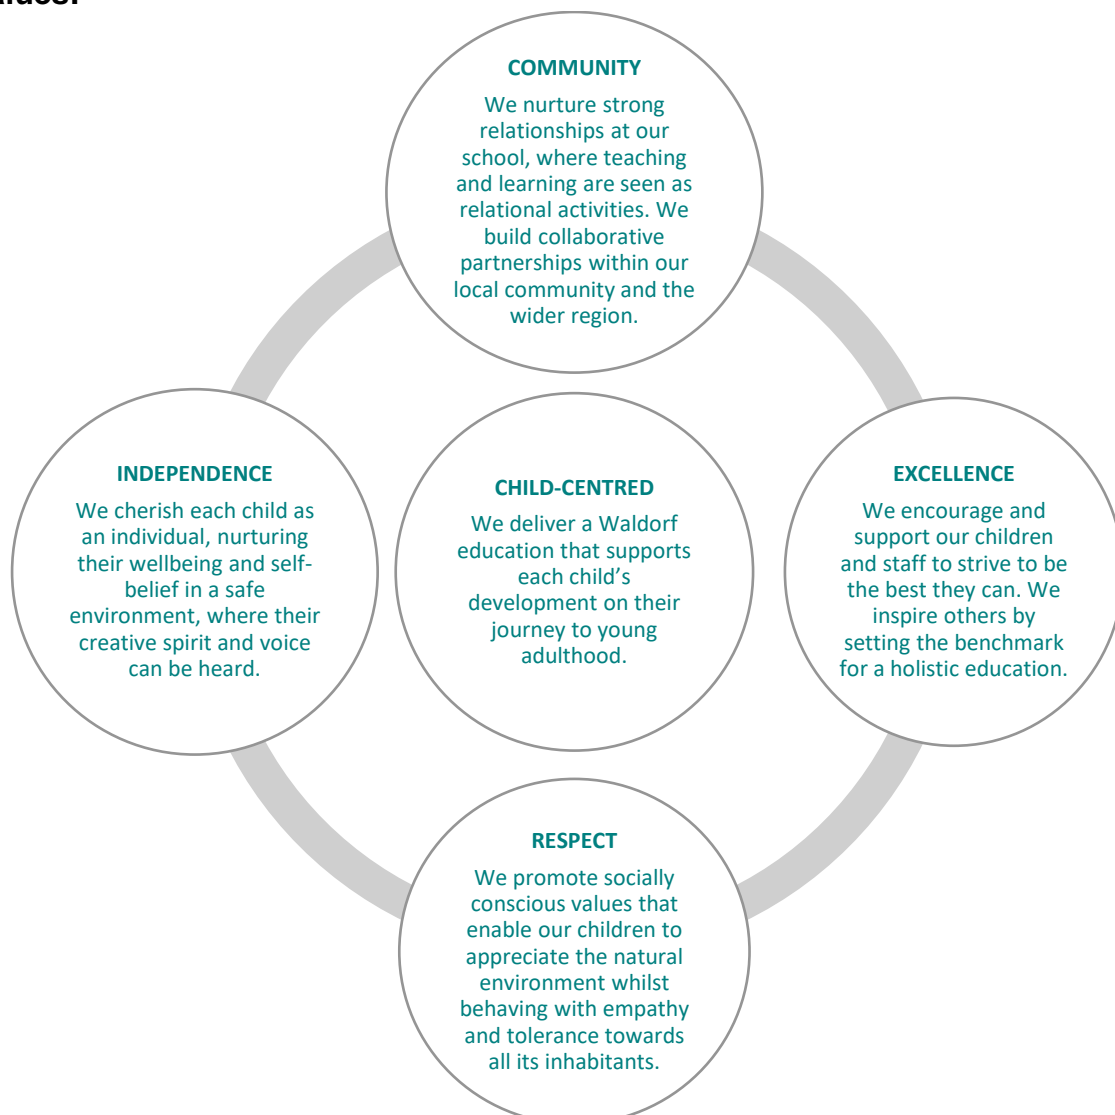 alues:
COMMUNITY
We nurture strong
relationships at our
school, where teaching
and learning are seen as
relational activities. We
build collaborative
partnerships within our
local community and the
wider region.
INDEPENDENCE
We cherish each child as
an individual, nurturing
their wellbeing and self-
belief in a safe
environment, where their
creative spirit and voice
can be heard.
CHILD-CENTRED
We deliver a Waldorf
education that supports
each child’s
development on their
journey to young
adulthood.
EXCELLENCE
We encourage and
support our children
and staff to strive to be
the best they can. We
inspire others by
setting the benchmark
for a holistic education.
RESPECT
We promote socially
conscious values that
enable our children to
appreciate the natural
environment whilst
behaving with empathy
and tolerance towards
all its inhabitants.